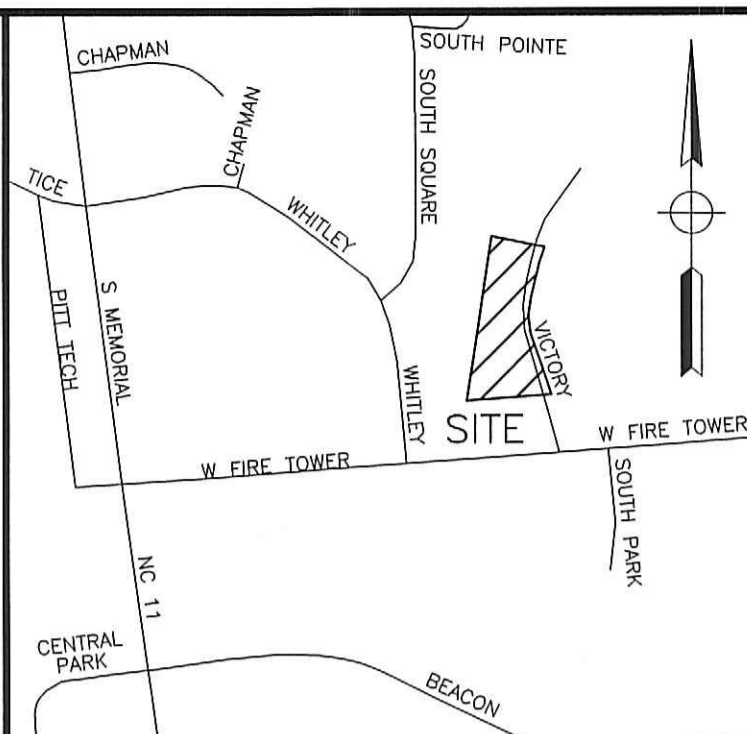 CHAPMAN
SOUTH POINTE
SOUTH SQUARE
CHAPMAN
TICE
WHITLEY
PITT TECH
S MEMORIAL
VICTORY
WHITLEY
SITE
W FIRE TOWER
W FIRE TOWER
SOUTH PARK
NC 11
CENTRAL
PARK
BEACON